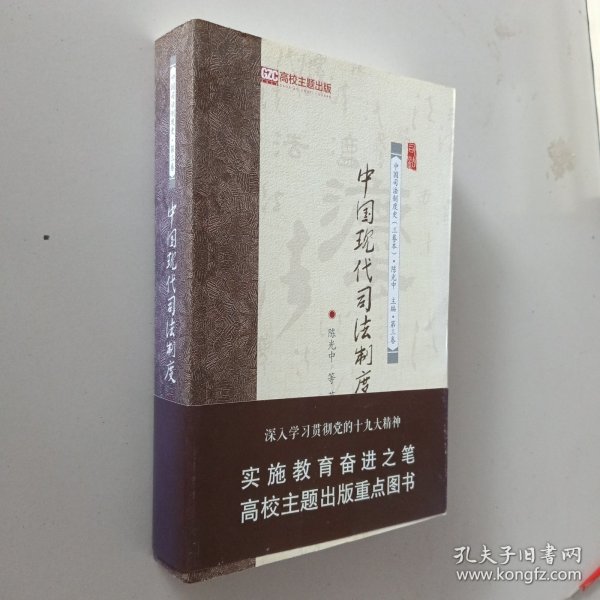 GZC 高校主题出版
中国司法制度史(三卷本)·陈光中 主编·第三卷
中国现代司法制度
陈光中 等
深入学习贯彻党的十九大精神
实施教育奋进之笔
高校主题出版重点图书
中国现代司法制度
孔夫子旧书网
www.kongfz.com